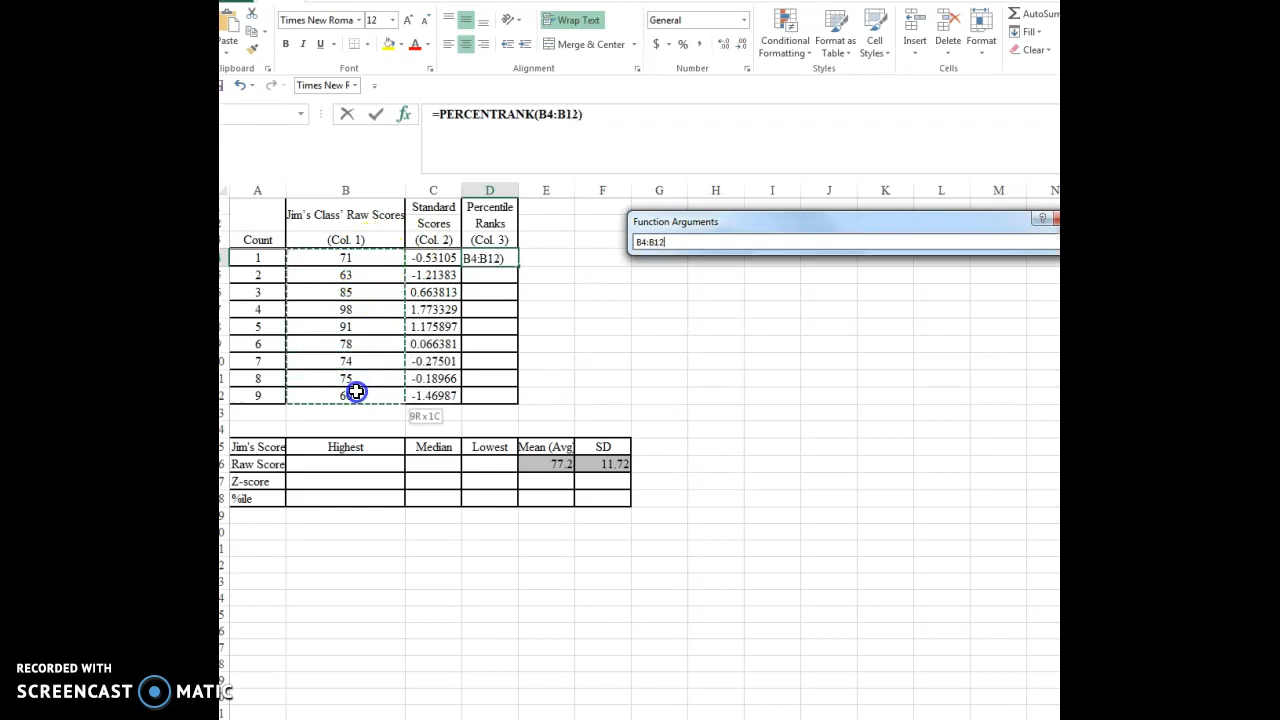 Times New Roma 12 A A Wrap Text General AutoSum
Paste B I U Merge & Center $ % Conditional Formatting Format as Table Cell Styles Insert Delete Format Fill
Clear
Clipboard Font Alignment Number Styles Cells
Times New R
fx =PERCENTRANK(B4:B12)
A B C D E F G H I J K L M N
Jim's Class' Raw Scores Standard Scores Percentile Ranks
Count (Col. 1) (Col. 2) (Col. 3)
1 71 -0.53105 B4:B12)
2 63 -1.21383
3 85 0.663813
4 98 1.773329
5 91 1.175897
6 78 0.066381
7 74 -0.27501
8 75 -0.18966
9 -1.46987
9R x 1C
Function Arguments ?
B4:B12
Jim's Score Highest Median Lowest Mean (Avg SD
Raw Score 77.2 11.72
Z-score
%ile
RECORDED WITH
SCREENCAST MATIC